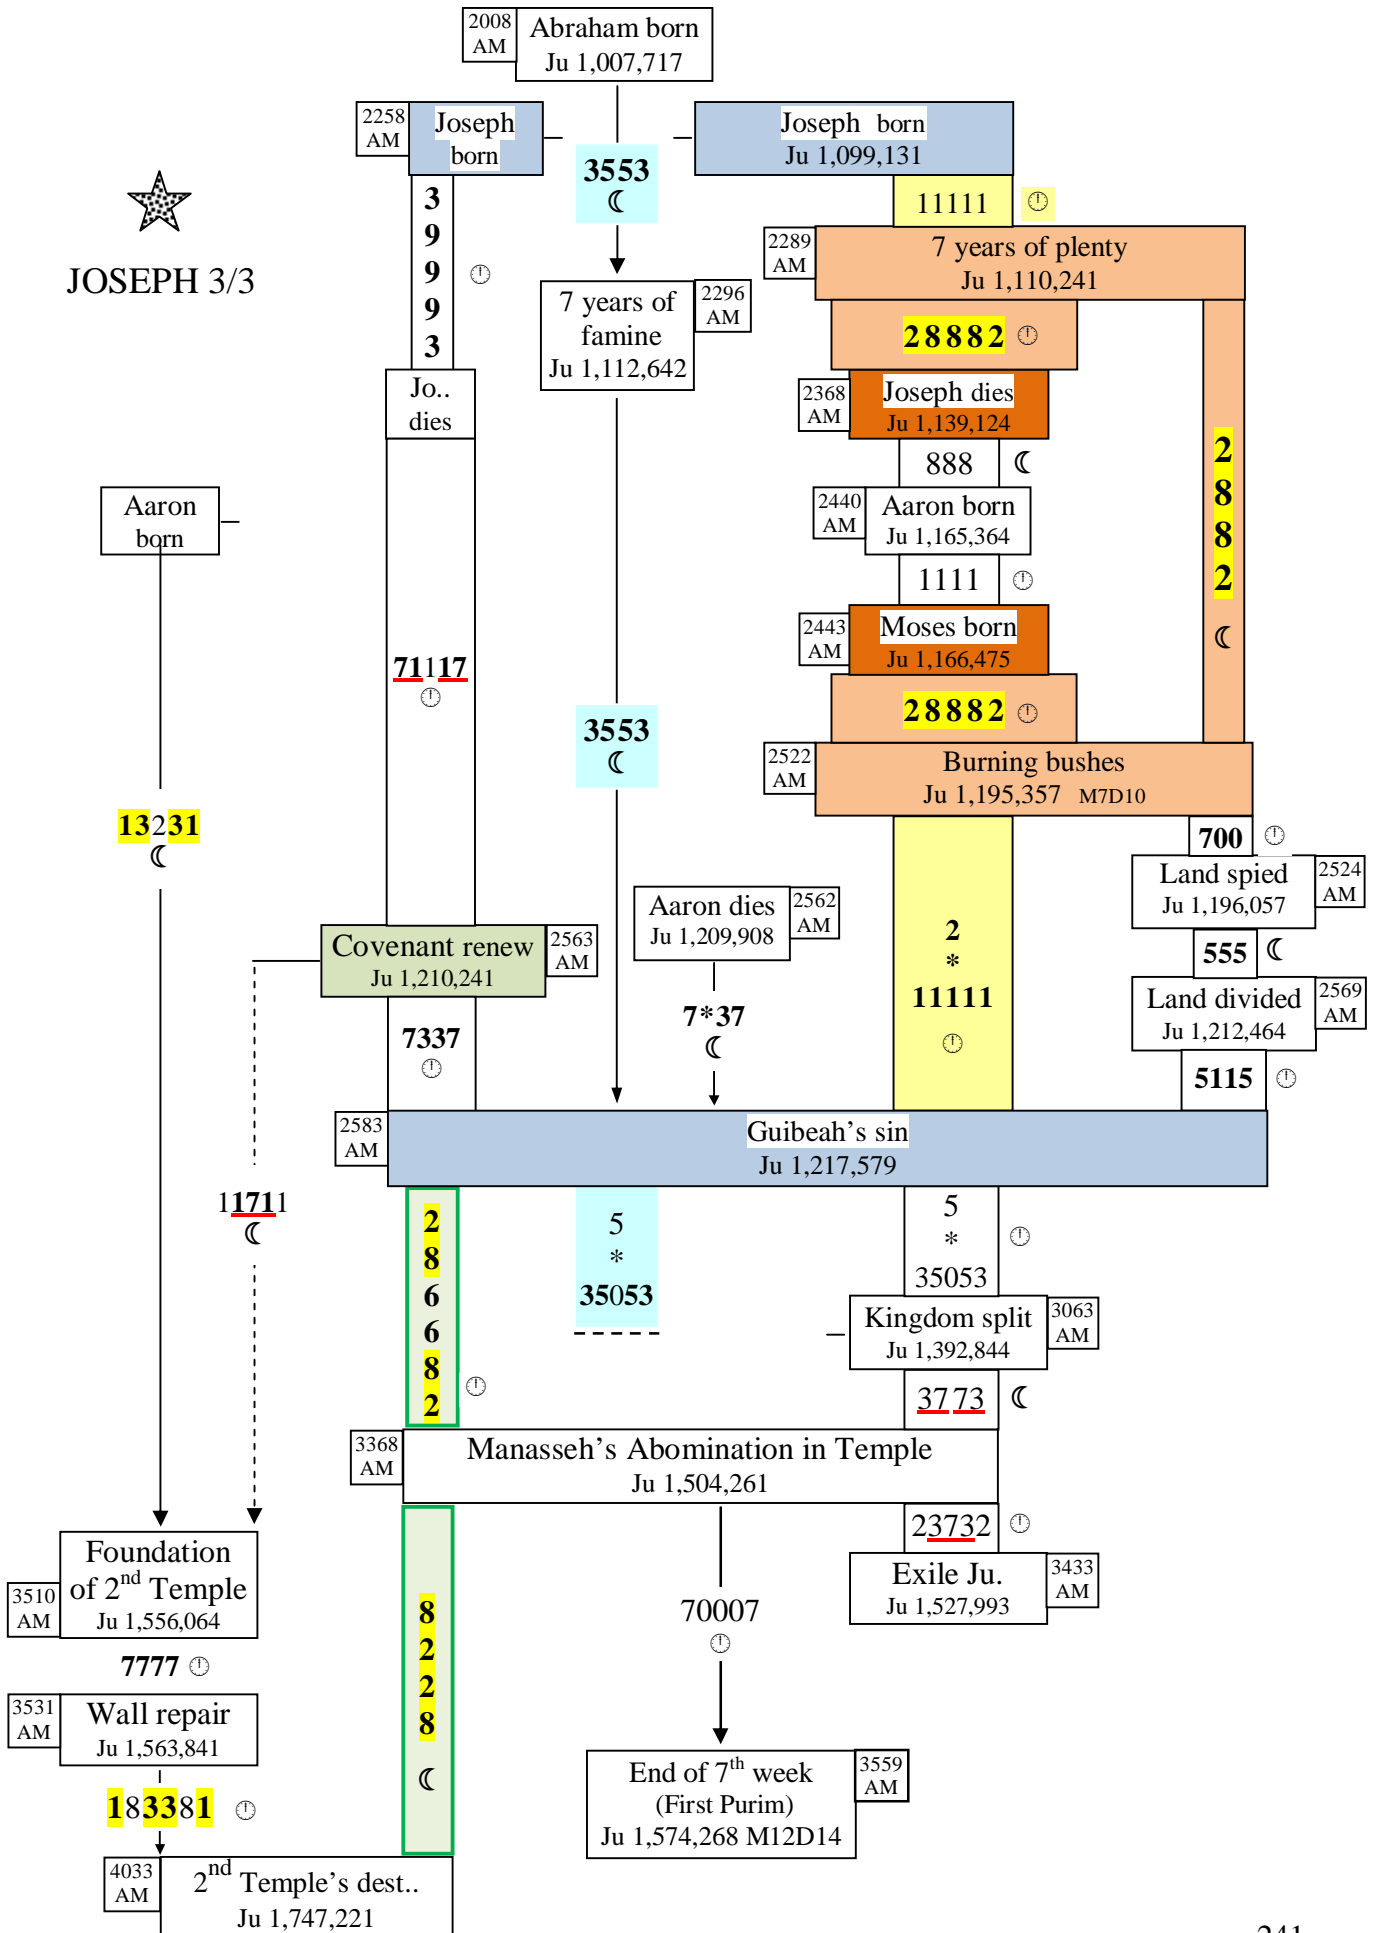 2008
AM
Abraham born
Ju 1,007,717
2258
AM
Joseph
born
Joseph born
Ju 1,099,131
3553
☾
11111
3
9
9
9
3
JOSEPH 3/3
2289
AM
7 years of plenty
Ju 1,110,241
7 years of
famine
Ju 1,112,642
2296
AM
28882
Jo..
dies
2368
AM
Joseph dies
Ju 1,139,124
2
8
8
2
☾
888 ☾
Aaron
born
2440
AM
Aaron born
Ju 1,165,364
1111
2443
AM
Moses born
Ju 1,166,475
71117
28882
3553
☾
2522
AM
Burning bushes
Ju 1,195,357 M7D10
13231
☾
700
Land spied
Ju 1,196,057
2524
AM
Aaron dies
Ju 1,209,908
2562
AM
2
*
11111
Covenant renew
Ju 1,210,241
2563
AM
555 ☾
Land divided
Ju 1,212,464
2569
AM
7*37
☾
7337
5115
2583
AM
Guibeah's sin
Ju 1,217,579
11711
☾
2
8
6
6
8
2
5
*
35053
5
*
35053
Kingdom split
Ju 1,392,844
3063
AM
3773 ☾
3368
AM
Manasseh's Abomination in Temple
Ju 1,504,261
23732
Foundation
of 2nd Temple
Ju 1,556,064
3510
AM
Exile Ju.
Ju 1,527,993
3433
AM
8
2
2
8
☾
70007
7777
3531
AM
Wall repair
Ju 1,563,841
183381
End of 7th week
(First Purim)
Ju 1,574,268 M12D14
3559
AM
4033
AM
2nd Temple's dest..
Ju 1,747,221
241